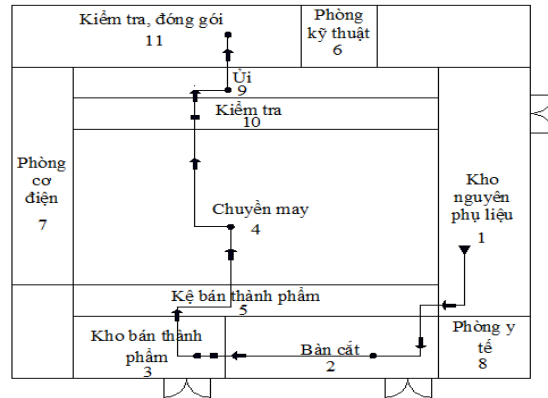 Kiểm tra, đóng gói
11
Phòng
kỹ thuật
6
Ủi
9
Kiểm tra
10
Phòng
cơ
điện
7
Chuyền may
4
Kho
nguyên
phụ liệu
1
Kệ bán thành phẩm
5
Kho bán thành
phẩm
3
Bàn cắt
2
Phòng y
tế
8